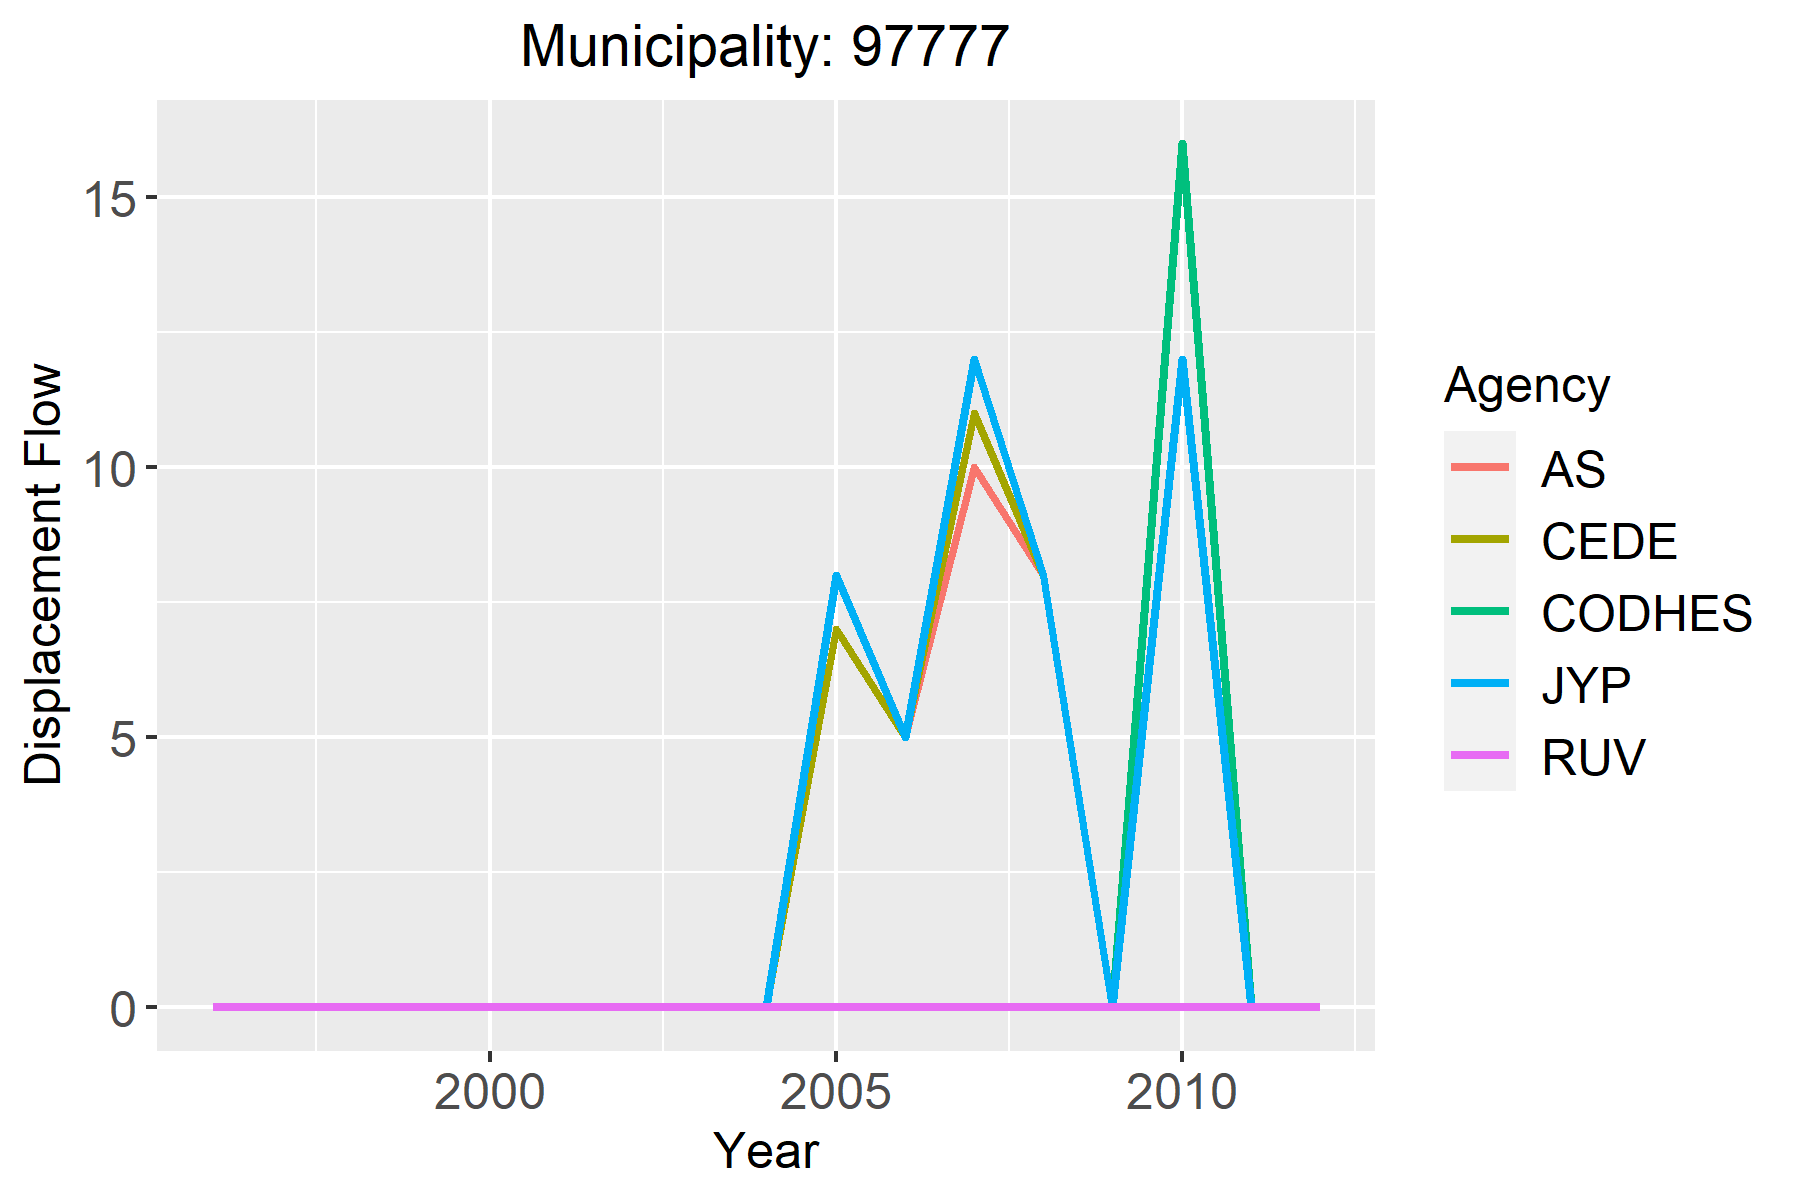 Municipality: 97777
15
10
5
0
Displacement Flow
2000 2005 2010
Year
Agency
AS
CEDE
CODHES
JYP
RUV